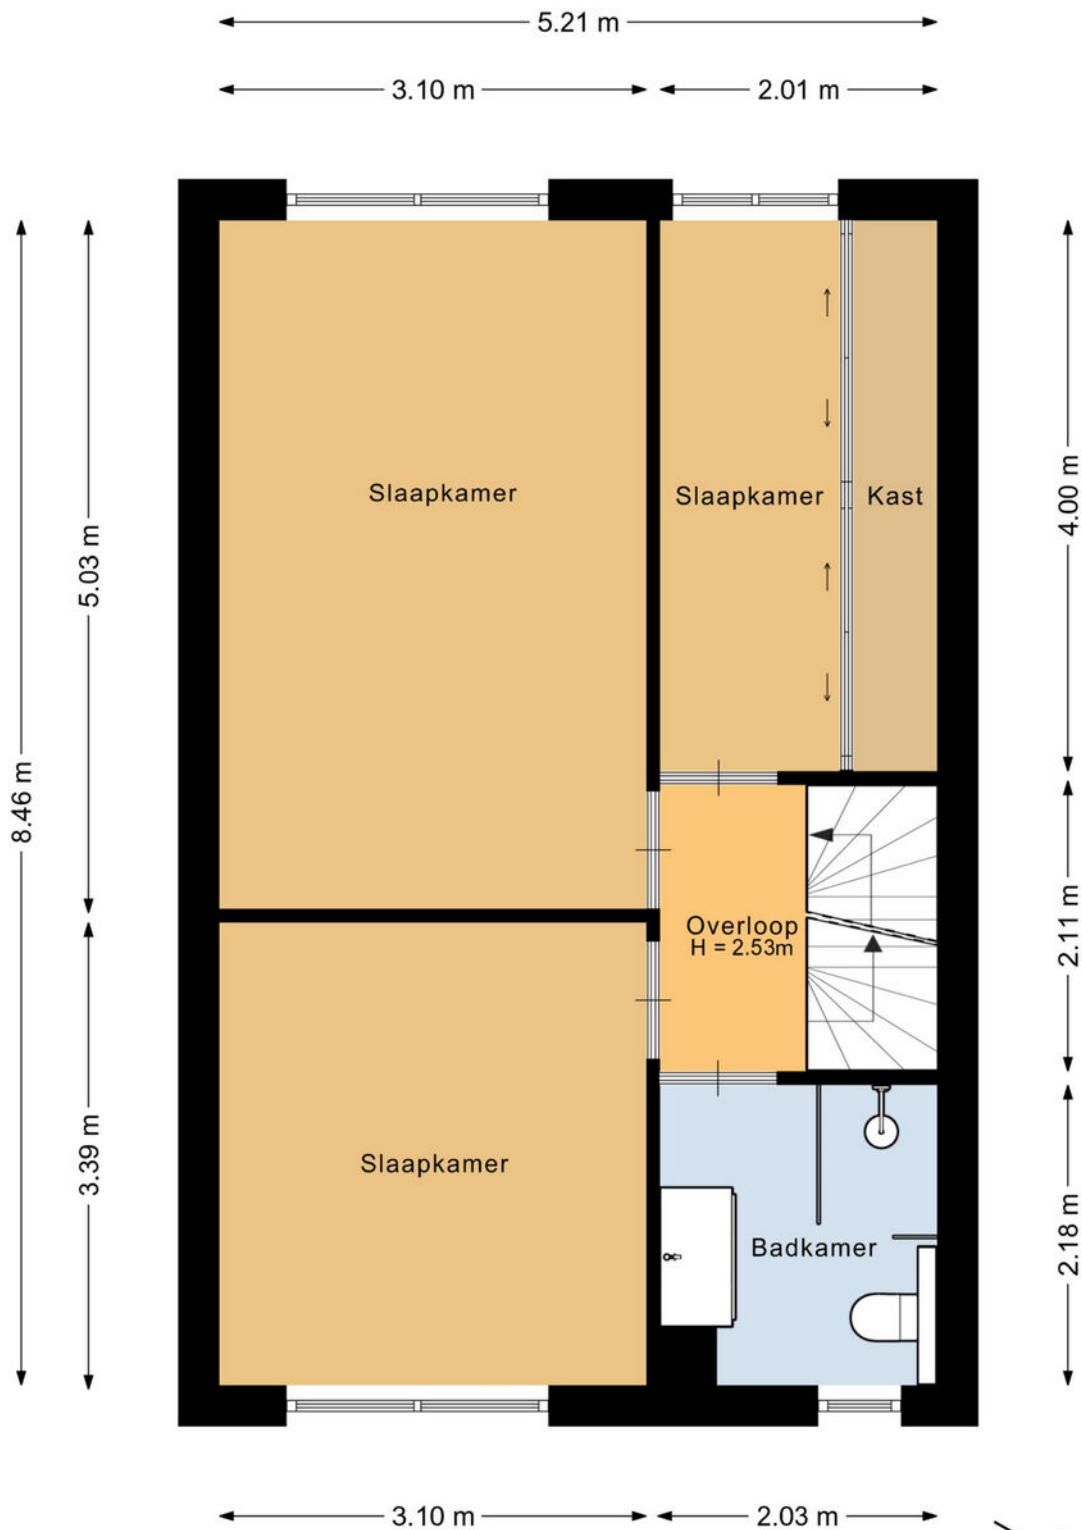 5.21 m
3.10 m
2.01 m
Slaapkamer
Slaapkamer
Kast
4.00 m
5.03 m
8.46 m
Overloop
H = 2.53m
2.11 m
3.39 m
Slaapkamer
Badkamer
2.18 m
3.10 m
2.03 m